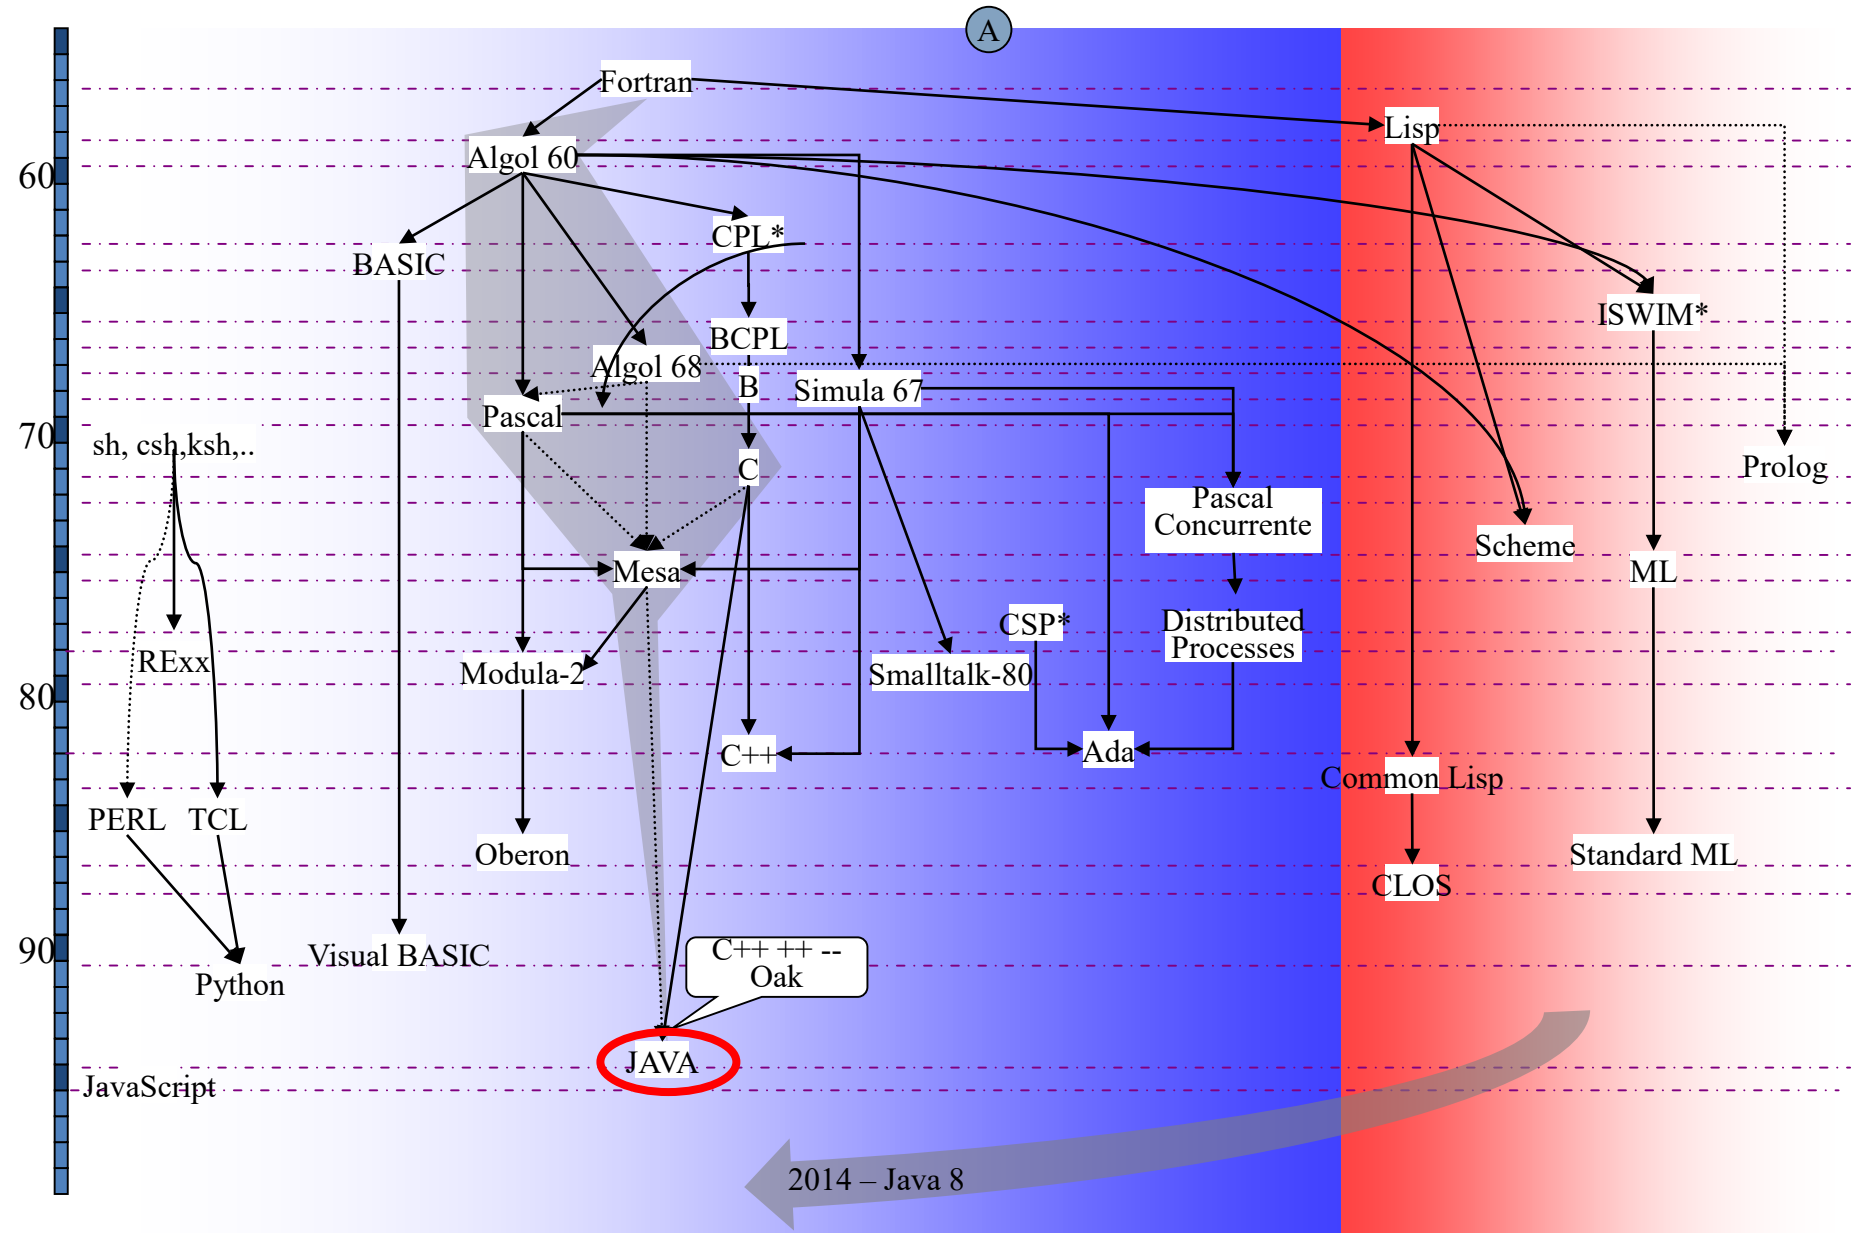 A
Fortran
Lisp
Algol 60
60
CPL*
BASIC
ISWIM*
BCPL
Algol 68
B
Simula 67
Pascal
70
sh, csh,ksh,..
C
Prolog
Pascal
Concurrente
Scheme
Mesa
ML
CSP*
Distributed
Processes
RExx
Modula-2
Smalltalk-80
80
C++
Ada
Common Lisp
PERL
TCL
Oberon
Standard ML
CLOS
90
Visual BASIC
C++ ++ --
Oak
Python
JAVA
JavaScript
2014 – Java 8